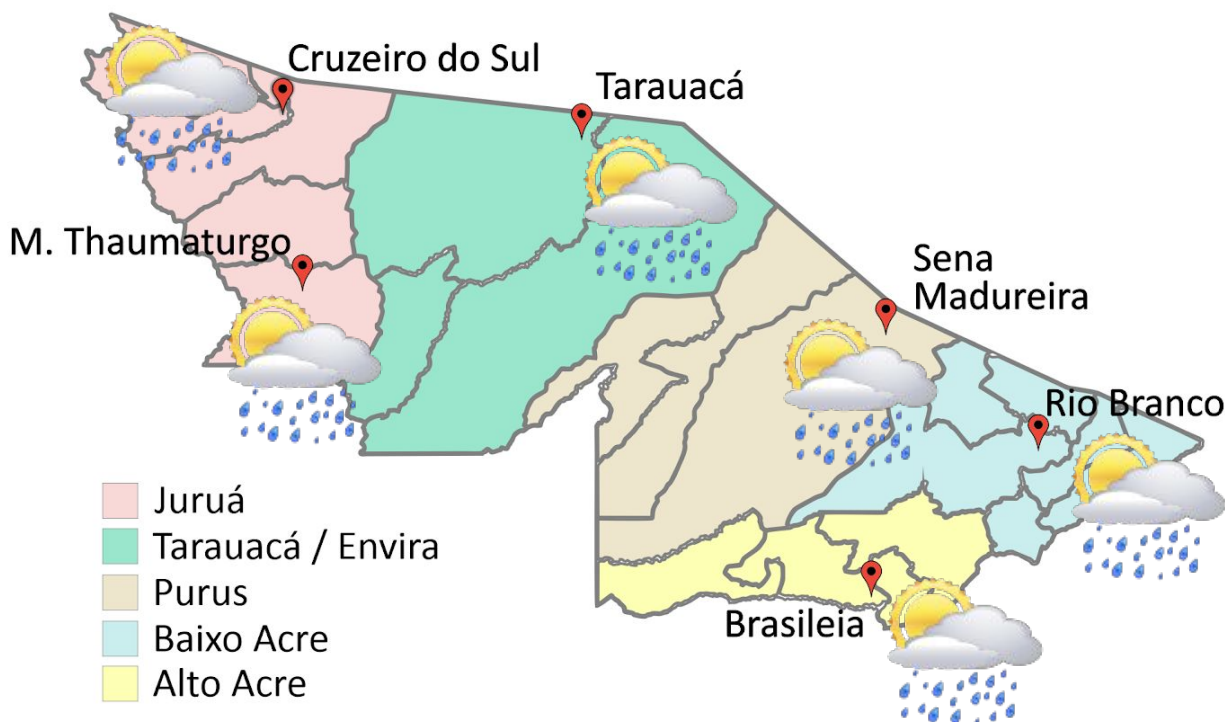 Cruzeiro do Sul
Tarauacá
M. Thaumaturgo
Sena
Madureira
Rio Branco
Brasileia
Juruá
Tarauacá / Envira
Purus
Baixo Acre
Alto Acre